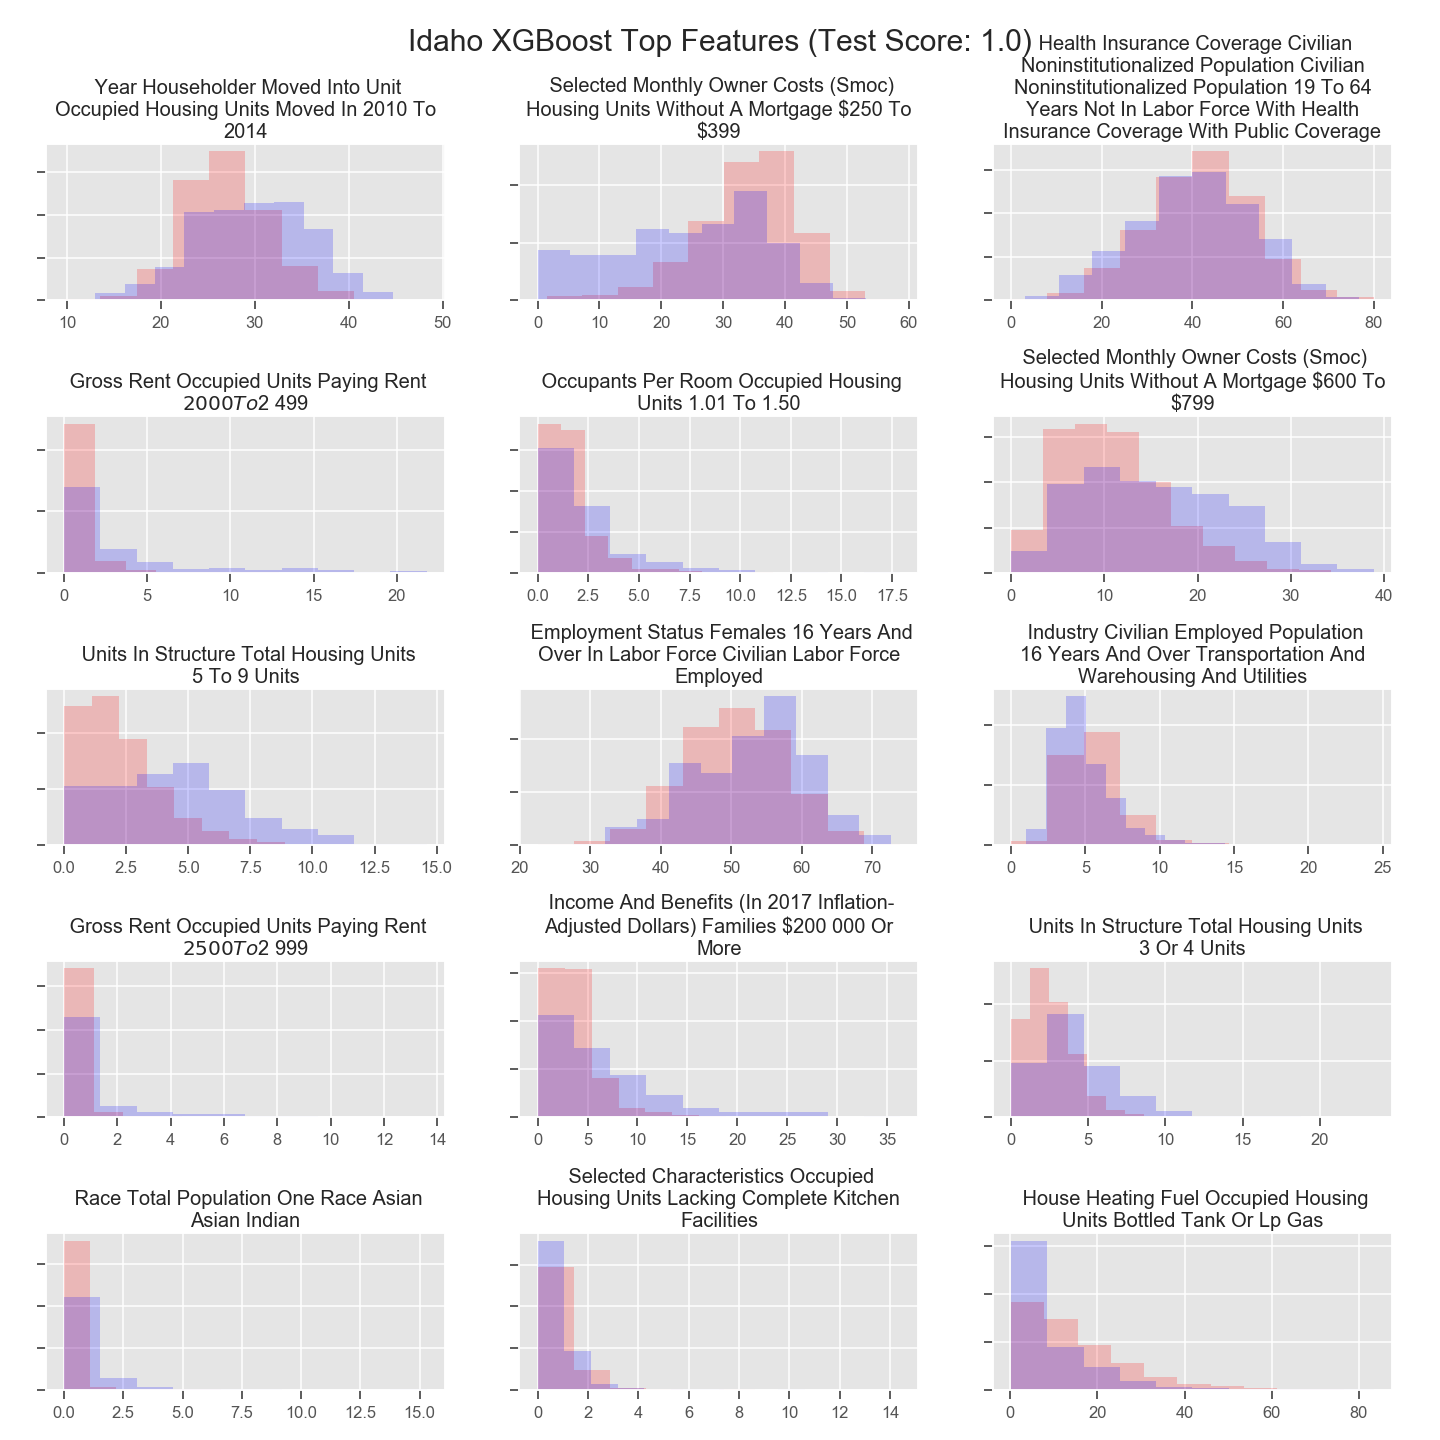 Idaho XGBoost Top Features (Test Score: 1.0)
Year Householder Moved Into Unit
Occupied Housing Units Moved In 2010 To
2014
10 20 30 40 50
Selected Monthly Owner Costs (Smoc)
Housing Units Without A Mortgage $250 To
$399
0 10 20 30 40 50 60
Health Insurance Coverage Civilian
Noninstitutionalized Population Civilian
Noninstitutionalized Population 19 To 64
Years Not In Labor Force With Health
Insurance Coverage With Public Coverage
0 20 40 60 80
Gross Rent Occupied Units Paying Rent
2000To2 499
0 5 10 15 20
Occupants Per Room Occupied Housing
Units 1.01 To 1.50
0.0 2.5 5.0 7.5 10.0 12.5 15.0 17.5
Selected Monthly Owner Costs (Smoc)
Housing Units Without A Mortgage $600 To
$799
0 10 20 30 40
Units In Structure Total Housing Units
5 To 9 Units
0.0 2.5 5.0 7.5 10.0 12.5 15.0
Employment Status Females 16 Years And
Over In Labor Force Civilian Labor Force
Employed
20 30 40 50 60 70
Industry Civilian Employed Population
16 Years And Over Transportation And
Warehousing And Utilities
0 5 10 15 20 25
Gross Rent Occupied Units Paying Rent
2500To2 999
0 2 4 6 8 10 12 14
Income And Benefits (In 2017 Inflation-
Adjusted Dollars) Families $200 000 Or
More
0 5 10 15 20 25 30 35
Units In Structure Total Housing Units
3 Or 4 Units
0 5 10 15 20
Race Total Population One Race Asian
Asian Indian
0.0 2.5 5.0 7.5 10.0 12.5 15.0
Selected Characteristics Occupied
Housing Units Lacking Complete Kitchen
Facilities
0 2 4 6 8 10 12 14
House Heating Fuel Occupied Housing
Units Bottled Tank Or Lp Gas
0 20 40 60 80